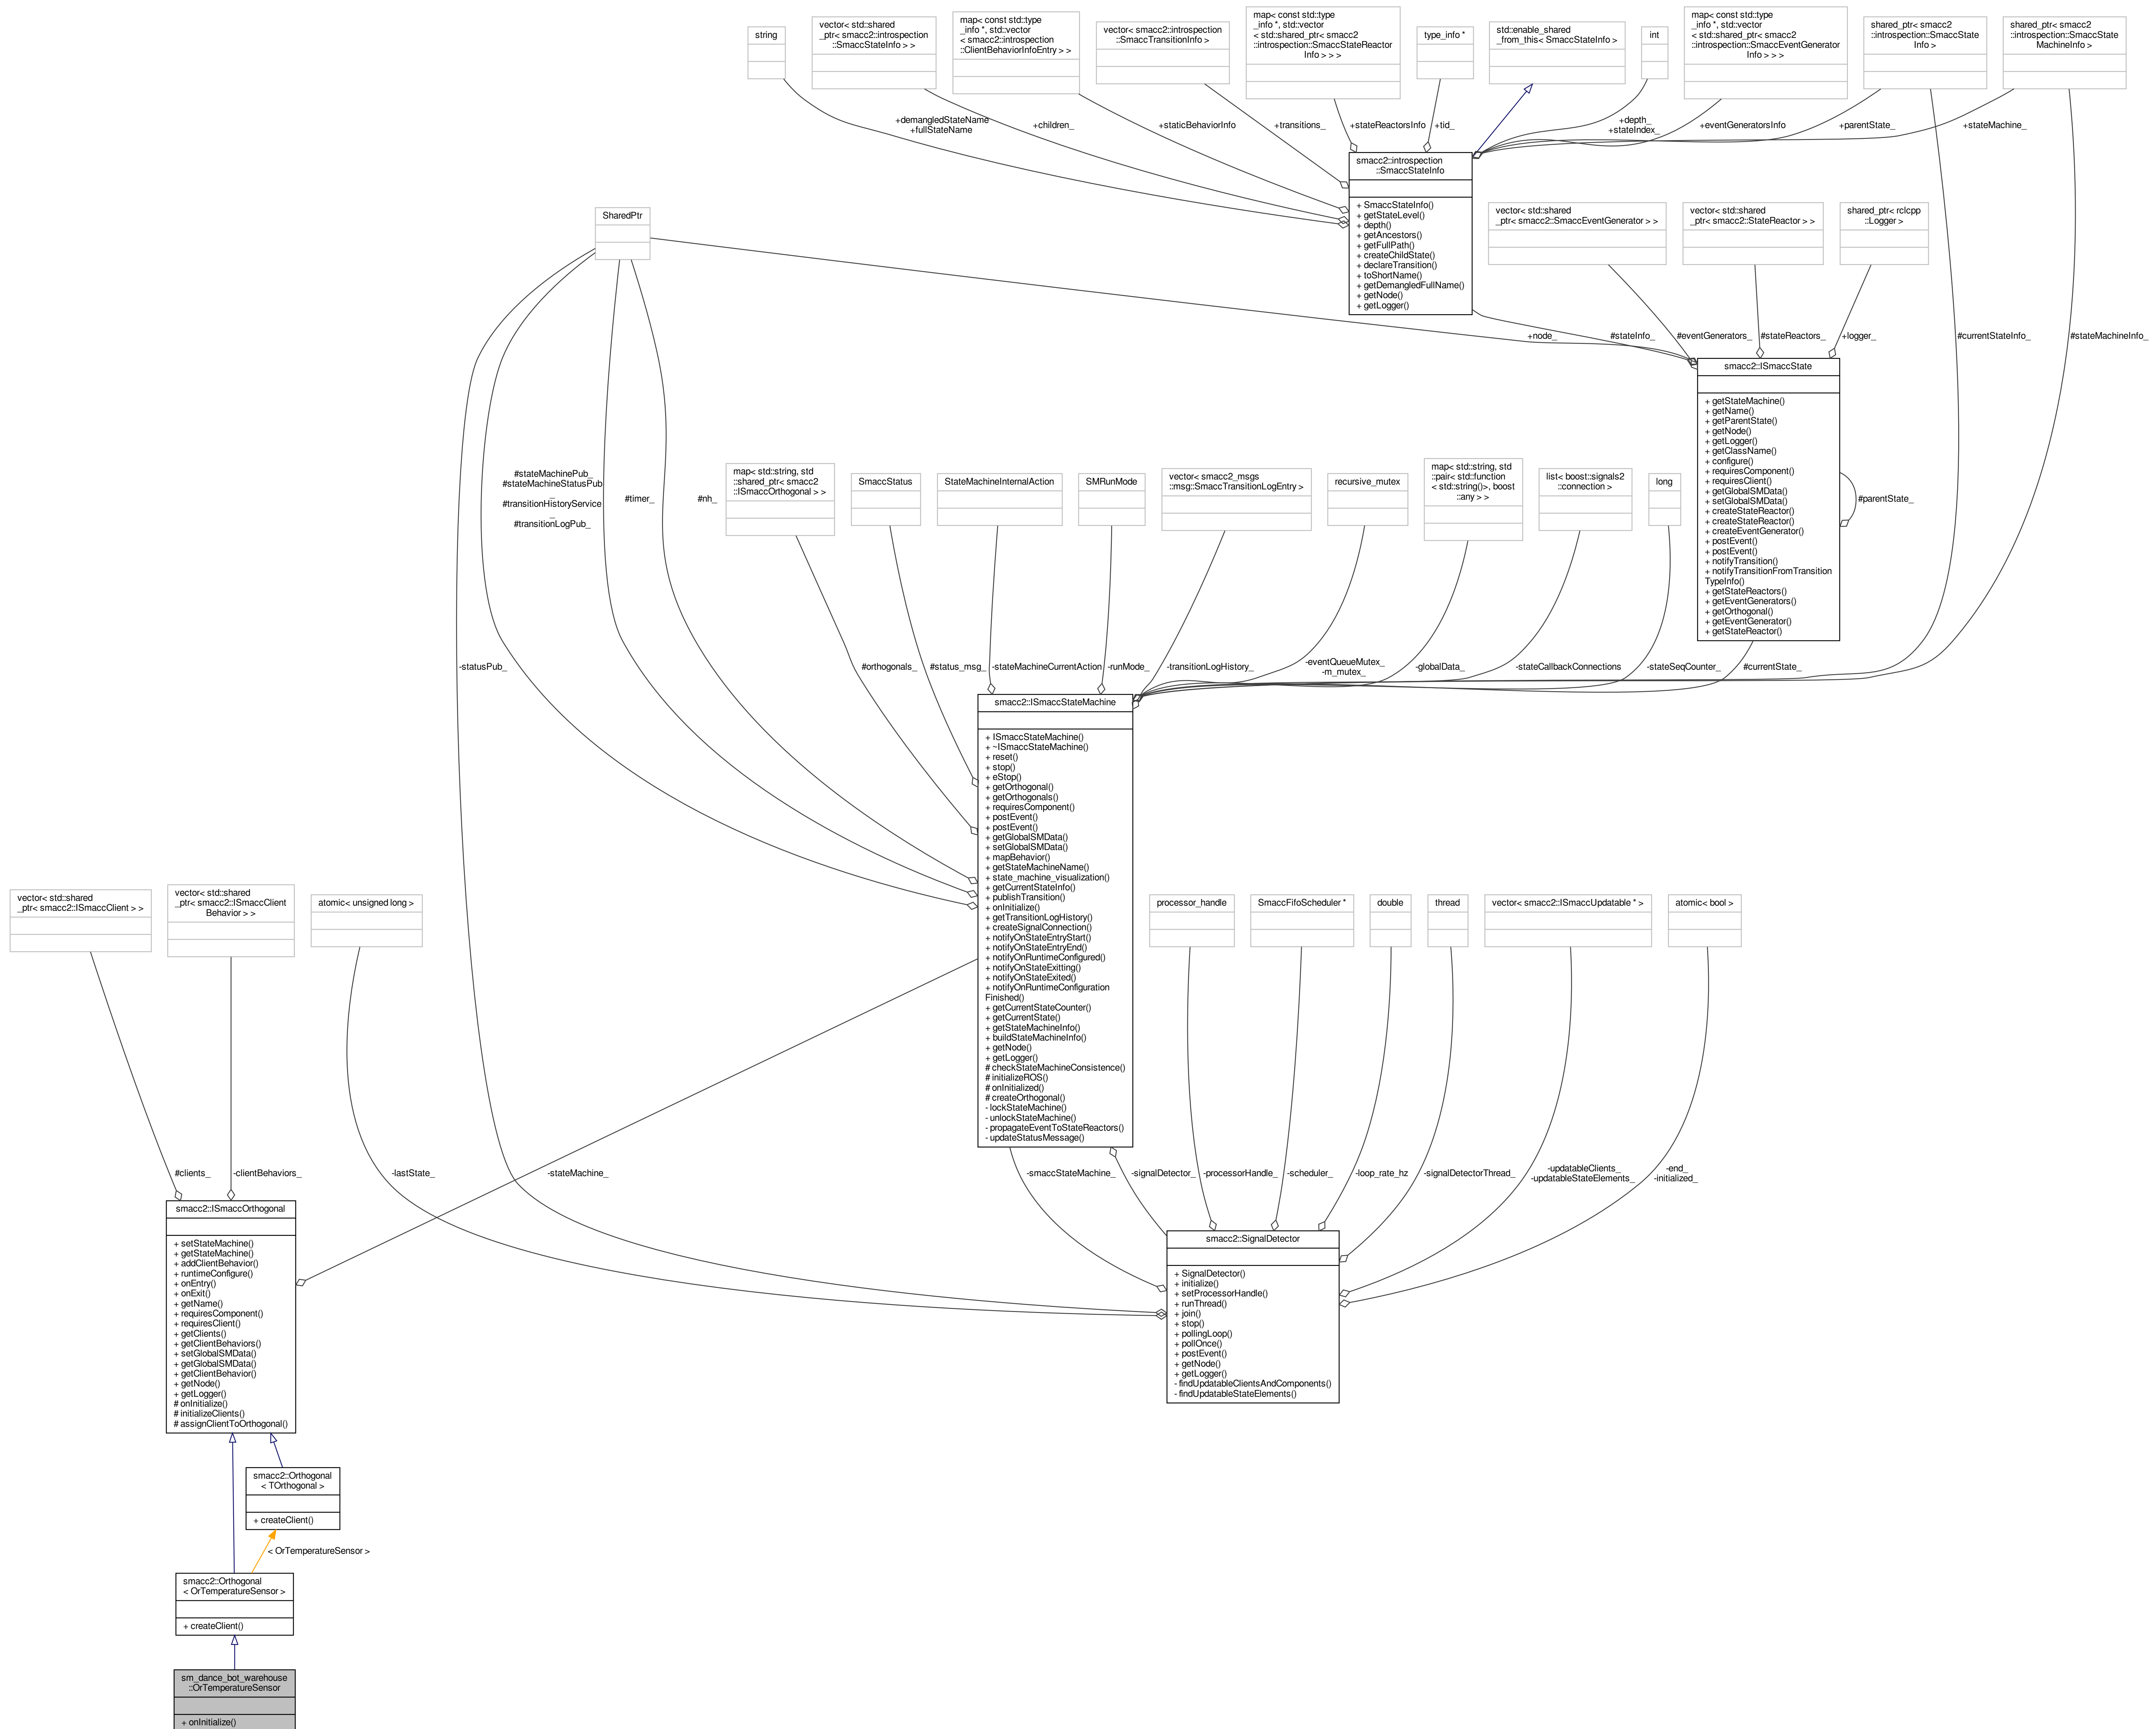 string
vector< std::shared
_ptr< smacc2::introspection
::SmaccStateInfo > >
map< const std::type
_info *, std::vector
< smacc2::introspection
::ClientBehaviorInfoEntry > >
vector< smacc2::introspection
::SmaccTransitionInfo >
map< const std::type
_info *, std::vector
< std::shared_ptr< smacc2
::introspection::SmaccStateReactor
Info > > >
type_info *
std::enable_shared
_from_this< SmaccStateInfo >
int
map< const std::type
_info *, std::vector
< std::shared_ptr< smacc2
::introspection::SmaccEventGenerator
Info > > >
shared_ptr< smacc2
::introspection::SmaccState
Info >
shared_ptr< smacc2
::introspection::SmaccState
MachineInfo >
+demangledStateName
+fullStateName
+children_
+staticBehaviorInfo
+transitions_
+stateReactorsInfo
+tid_
+depth_
+stateIndex_
+eventGeneratorsInfo
+parentState_
+stateMachine_
smacc2::introspection
::SmaccStateInfo
+ SmaccStateInfo()
+ getStateLevel()
+ depth()
+ getAncestors()
+ getFullPath()
+ createChildState()
+ declareTransition()
+ toShortName()
+ getDemangledFullName()
+ getNode()
+ getLogger()
SharedPtr
vector< std::shared
_ptr< smacc2::SmaccEventGenerator > >
vector< std::shared
_ptr< smacc2::StateReactor > >
shared_ptr< rclcpp
::Logger >
+node_
#stateInfo_
#eventGenerators_
#stateReactors_
+logger_
#currentStateInfo_
#stateMachineInfo_
smacc2::ISmaccState
+ getStateMachine()
+ getName()
+ getParentState()
+ getNode()
+ getLogger()
+ getClassName()
+ configure()
+ requiresComponent()
+ requiresClient()
+ getGlobalSMData()
+ setGlobalSMData()
+ createStateReactor()
+ createStateReactor()
+ createEventGenerator()
+ postEvent()
+ postEvent()
+ notifyTransition()
+ notifyTransitionFromTransition
TypeInfo()
+ getStateReactors()
+ getEventGenerators()
+ getOrthogonal()
+ getEventGenerator()
+ getStateReactor()
#parentState_
#stateMachinePub_
#stateMachineStatusPub
_
#transitionHistoryService
_
#transitionLogPub_
#timer_
#nh_
map< std::string, std
::shared_ptr< smacc2
::ISmaccOrthogonal > >
SmaccStatus
StateMachineInternalAction
SMRunMode
vector< smacc2_msgs
::msg::SmaccTransitionLogEntry >
recursive_mutex
map< std::string, std
::pair< std::function
< std::string()>, boost
::any > >
list< boost::signals2
::connection >
long
-statusPub_
#orthogonals_
#status_msg_
-stateMachineCurrentAction
-runMode_
-transitionLogHistory_
-eventQueueMutex_
-m_mutex_
-globalData_
-stateCallbackConnections
-stateSeqCounter_
#currentState_
smacc2::ISmaccStateMachine
+ ISmaccStateMachine()
+ ~ISmaccStateMachine()
+ reset()
+ stop()
+ eStop()
+ getOrthogonal()
+ getOrthogonals()
+ requiresComponent()
+ postEvent()
+ postEvent()
+ getGlobalSMData()
+ setGlobalSMData()
+ mapBehavior()
+ getStateMachineName()
+ state_machine_visualization()
+ getCurrentStateInfo()
+ publishTransition()
+ onInitialize()
+ getTransitionLogHistory()
+ createSignalConnection()
+ notifyOnStateEntryStart()
+ notifyOnStateEntryEnd()
+ notifyOnRuntimeConfigured()
+ notifyOnStateExitting()
+ notifyOnStateExited()
+ notifyOnRuntimeConfiguration
Finished()
+ getCurrentStateCounter()
+ getCurrentState()
+ getStateMachineInfo()
+ buildStateMachineInfo()
+ getNode()
+ getLogger()
# checkStateMachineConsistence()
# initializeROS()
# onInitialized()
# createOrthogonal()
- lockStateMachine()
- unlockStateMachine()
- propagateEventToStateReactors()
- updateStatusMessage()
vector< std::shared
_ptr< smacc2::ISmaccClient > >
vector< std::shared
_ptr< smacc2::ISmaccClient
Behavior > >
atomic< unsigned long >
processor_handle
SmaccFifoScheduler *
double
thread
vector< smacc2::ISmaccUpdatable * >
atomic< bool >
#clients_
-clientBehaviors_
-lastState_
-stateMachine_
-smaccStateMachine_
-signalDetector_
-processorHandle_
-scheduler_
-loop_rate_hz
-signalDetectorThread_
-updatableClients_
-updatableStateElements_
-end_
-initialized_
smacc2::ISmaccOrthogonal
+ setStateMachine()
+ getStateMachine()
+ addClientBehavior()
+ runtimeConfigure()
+ onEntry()
+ onExit()
+ getName()
+ requiresComponent()
+ requiresClient()
+ getClients()
+ getClientBehaviors()
+ setGlobalSMData()
+ getGlobalSMData()
+ getClientBehavior()
+ getNode()
+ getLogger()
# onInitialize()
# initializeClients()
# assignClientToOrthogonal()
smacc2::SignalDetector
+ SignalDetector()
+ initialize()
+ setProcessorHandle()
+ runThread()
+ join()
+ stop()
+ pollingLoop()
+ pollOnce()
+ postEvent()
+ getNode()
+ getLogger()
- findUpdatableClientsAndComponents()
- findUpdatableStateElements()
smacc2::Orthogonal
< TOrthogonal >
+ createClient()
< OrTemperatureSensor >
smacc2::Orthogonal
< OrTemperatureSensor >
+ createClient()
sm_dance_bot_warehouse
::OrTemperatureSensor
+ onInitialize()